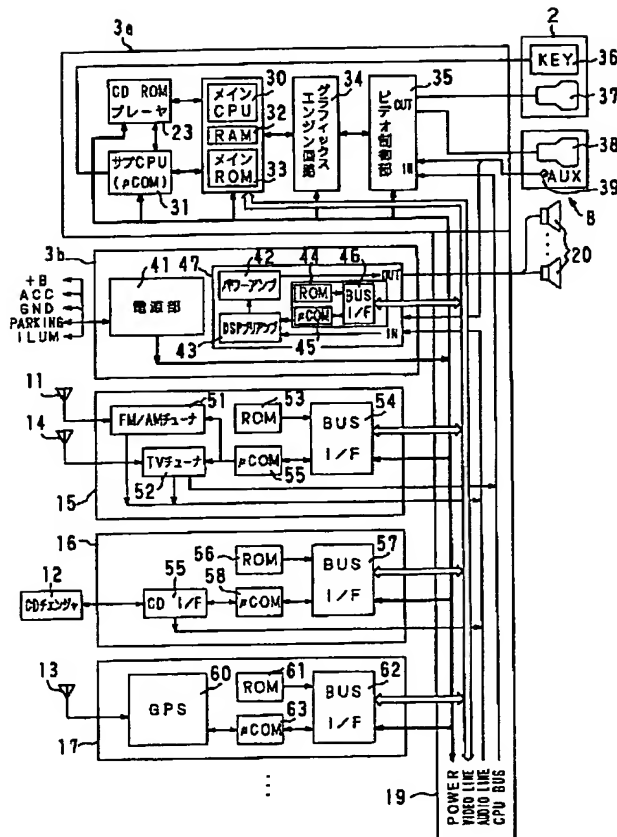 3a
2
KEY
36
37
38
AUX
39
B
20
CD ROM
プレーヤ
23
サブCPU
(μCOM)
31
メイン
CPU
30
RAM
32
メイン
ROM
33
34
グラフィックス
エンジン回路
35
ビデオ制御部
OUT
IN
3b
+B
ACC
GND
PARKING
ILUM
41
電源部
47
42
パワーアンプ
43
DSPプリアンプ
44
ROM
μCOM
45
46
BUS
I/F
OUT
IN
11
14
51
FM/AMチューナ
TVチューナ
52
53
ROM
μCOM
55
54
BUS
I/F
15
16
12
CDチェンジャ
55
CD I/F
56
ROM
58
μCOM
57
BUS
I/F
13
60
GPS
61
ROM
μCOM
63
62
BUS
I/F
17
19
POWER
VIDEO LINE
AUDIO LINE
CPU BUS